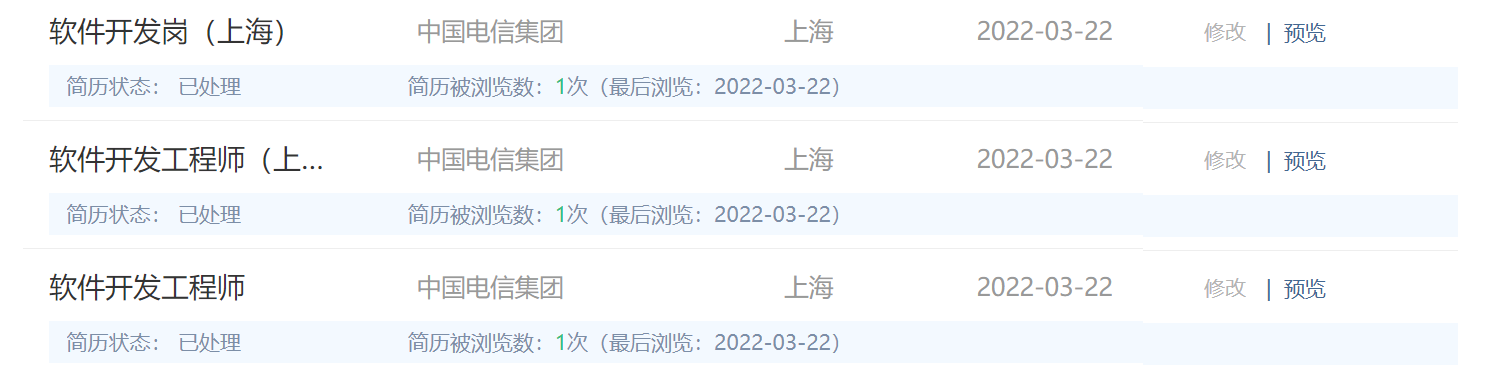 软件开发岗（上海） 中国电信集团 上海 2022-03-22 修改 | 预览
简历状态： 已处理 简历被浏览数：1次（最后浏览：2022-03-22）
软件开发工程师（上... 中国电信集团 上海 2022-03-22 修改 | 预览
简历状态： 已处理 简历被浏览数：1次（最后浏览：2022-03-22）
软件开发工程师 中国电信集团 上海 2022-03-22 修改 | 预览
简历状态： 已处理 简历被浏览数：1次（最后浏览：2022-03-22）